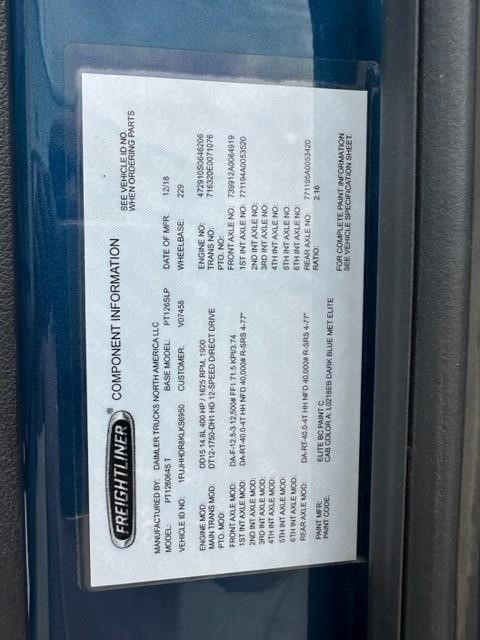 FREIGHTLINER® COMPONENT INFORMATION
SEE VEHICLE ID NO. WHEN ORDERING PARTS
MANUFACTURED BY: DAIMLER TRUCKS NORTH AMERICA LLC
MODEL: PT126064S T BASE MODEL: PT126SLP DATE OF MFR: 12/18
VEHICLE ID NO: 1FUJHHDR8KLKS6950 CUSTOMER: V07458 WHEELBASE: 229
ENGINE MOD: DD15 14.8L 400 HP / 1625 RPM, 1900 ENGINE NO: 472910S0646206
MAIN TRANS MOD: DT12-1750-DH1 HD 12-SPEED DIRECT DRIVE TRANS NO: 716320E0071076
PTO. MOD: PTO. NO:
FRONT AXLE MOD: DA-F-12.5-3 12,500# FF1 71.5 KPI/3.74 FRONT AXLE NO: 739912A0064919
1ST INT AXLE MOD: DA-RT-40.0-4T HH NFD 40,000# R-SRS 4-77" 1ST INT AXLE NO: 771194A0053520
2ND INT AXLE MOD: 2ND INT AXLE NO:
3RD INT AXLE MOD: 3RD INT AXLE NO:
4TH INT AXLE MOD: 4TH INT AXLE NO:
5TH INT AXLE MOD: 5TH INT AXLE NO:
6TH INT AXLE MOD: 6TH INT AXLE NO:
REAR AXLE MOD: DA-RT-40.0-4T HH NFD 40,000# R-SRS 4-77" REAR AXLE NO: 771195A0053420
RATIO: 2.16
PAINT MFR: ELITE BC PAINT C
PAINT CODE: CAB COLOR A: L0218EB DARK BLUE MET ELITE
FOR COMPLETE PAINT INFORMATION
SEE VEHICLE SPECIFICATION SHEET.